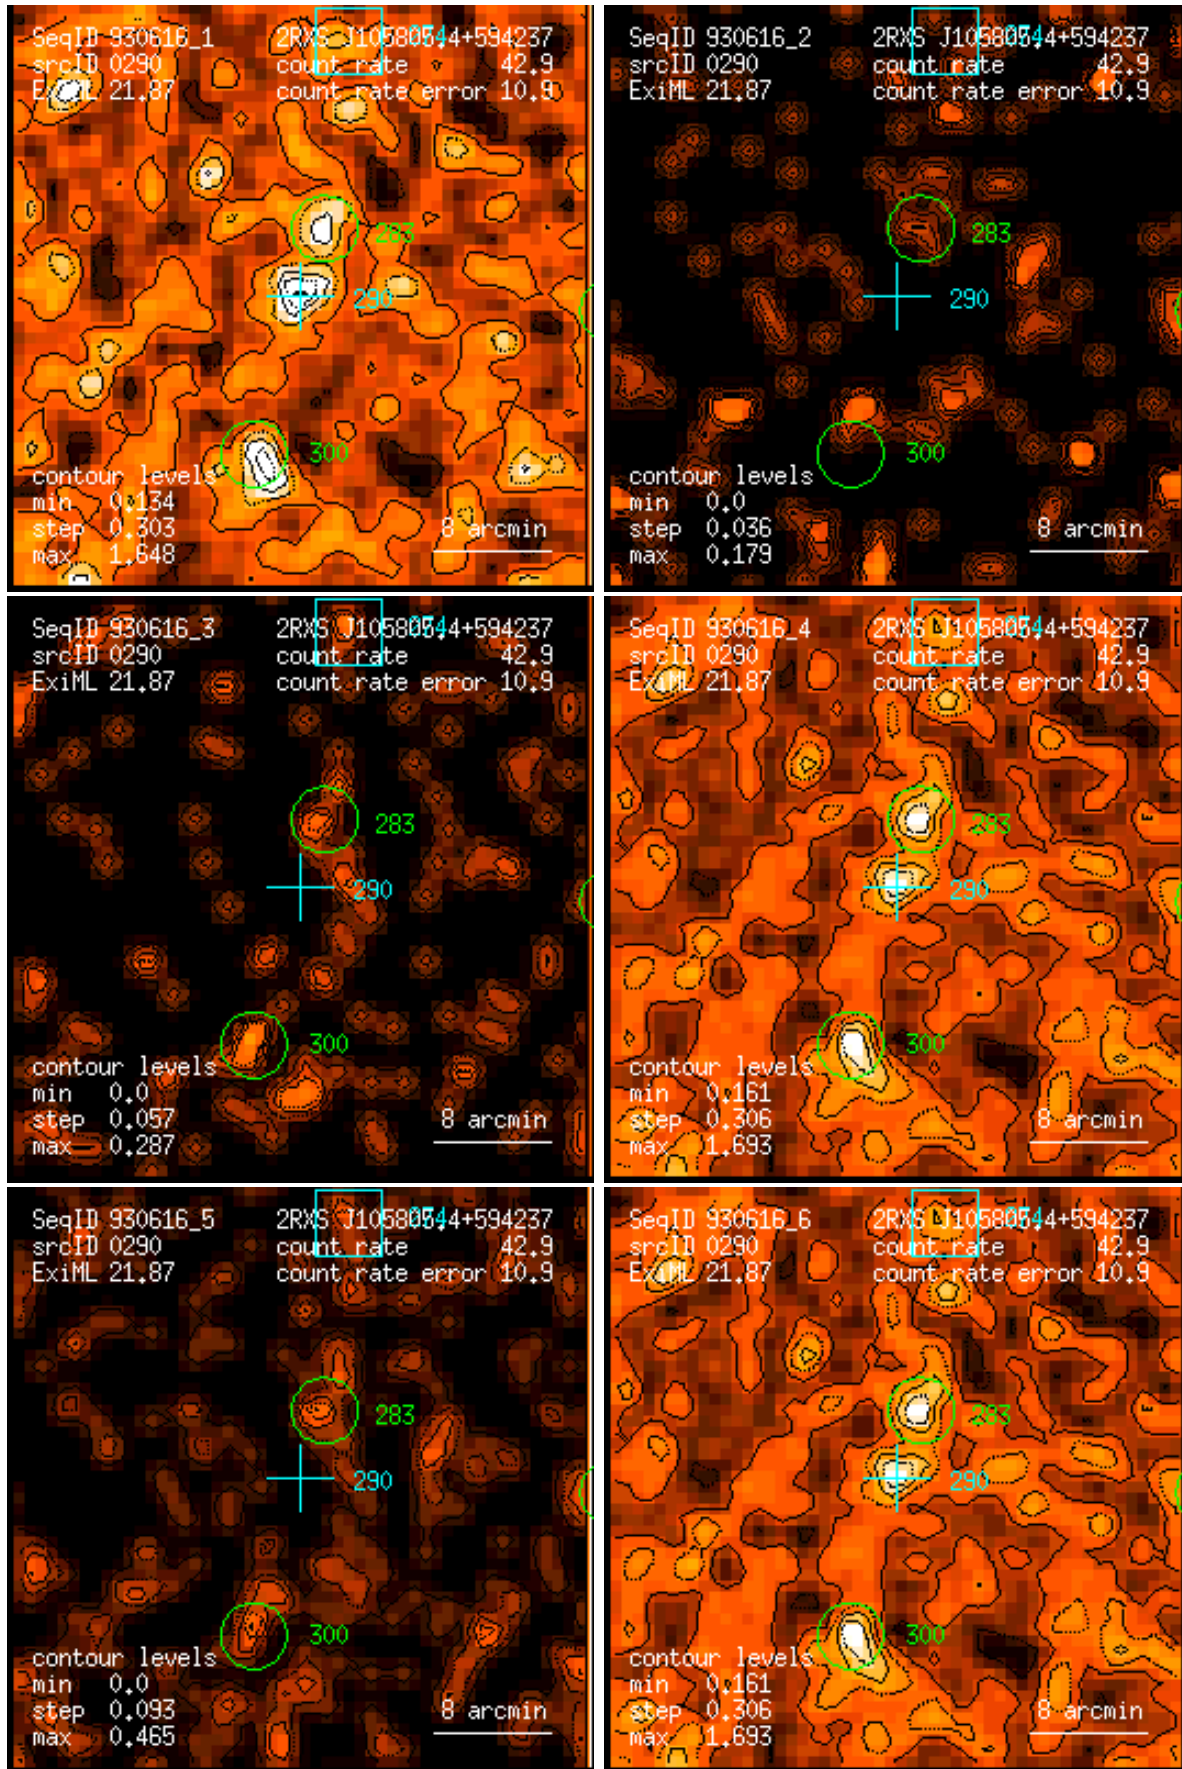 SeqID 930616_1 2RXS J105805.4+594237
srcID 0290 count rate 42.9
ExiML 21.87 count rate error 10.9
283
290
300
contour levels
min 0.134
step 0.303
max 1.648
8 arcmin
SeqID 930616_2 2RXS J105805.4+594237
srcID 0290 count rate 42.9
ExiML 21.87 count rate error 10.9
283
290
300
contour levels
min 0.0
step 0.036
max 0.179
8 arcmin
SeqID 930616_3 2RXS J105805.4+594237
srcID 0290 count rate 42.9
ExiML 21.87 count rate error 10.9
283
290
300
contour levels
min 0.0
step 0.057
max 0.287
8 arcmin
SeqID 930616_4 2RXS J105805.4+594237
srcID 0290 count rate 42.9
ExiML 21.87 count rate error 10.9
283
290
300
contour levels
min 0.161
step 0.306
max 1.693
8 arcmin
SeqID 930616_5 2RXS J105805.4+594237
srcID 0290 count rate 42.9
ExiML 21.87 count rate error 10.9
283
290
300
contour levels
min 0.0
step 0.093
max 0.465
8 arcmin
SeqID 930616_6 2RXS J105805.4+594237
srcID 0290 count rate 42.9
ExiML 21.87 count rate error 10.9
283
290
300
contour levels
min 0.161
step 0.306
max 1.693
8 arcmin